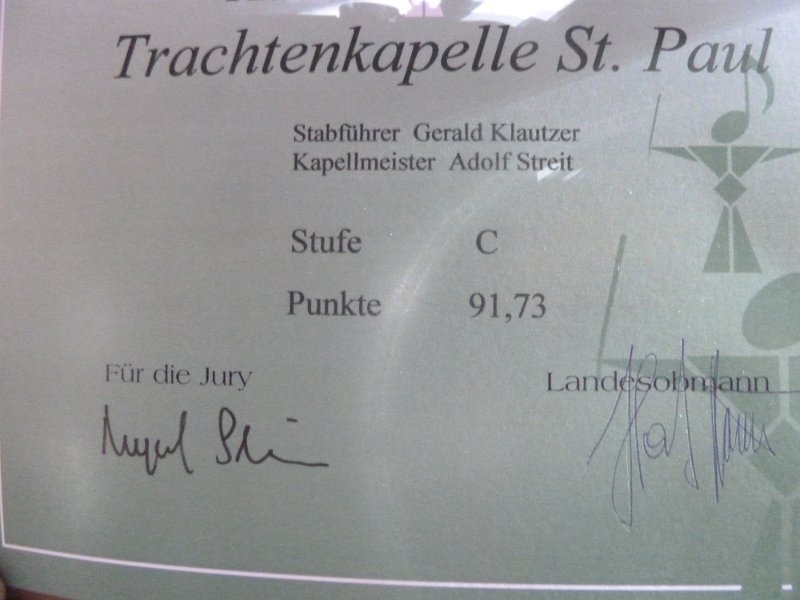 Trachtenkapelle St. Paul
Stabführer Gerald Klautzer
Kapellmeister Adolf Streit
Stufe C
Punkte 91,73
Für die Jury
Landesobmann